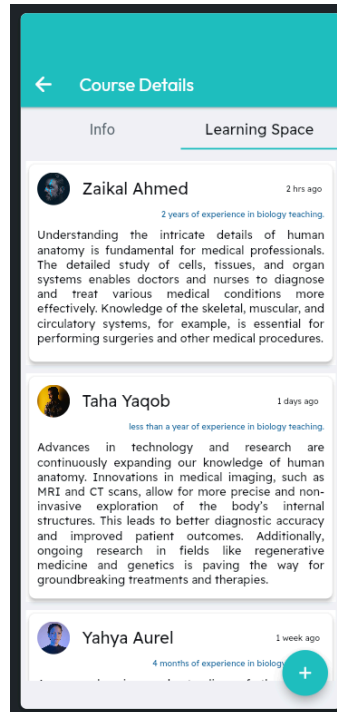 Course Details
Info
Learning Space
Zaikal Ahmed
2 hrs ago
2 years of experience in biology teaching.
Understanding the intricate details of human
anatomy is fundamental for medical professionals.
The detailed study of cells, tissues, and organ
systems enables doctors and nurses to diagnose
and treat various medical conditions more
effectively. Knowledge of the skeletal, muscular, and
circulatory systems, for example, is essential for
performing surgeries and other medical procedures.
Taha Yaqob
1 days ago
less than a year of experience in biology teaching.
Advances in technology and research are
continuously expanding our knowledge of human
anatomy. Innovations in medical imaging, such as
MRI and CT scans, allow for more precise and non-
invasive exploration of the body's internal
structures. This leads to better diagnostic accuracy
and improved patient outcomes. Additionally,
ongoing research in fields like regenerative
medicine and genetics is paving the way for
groundbreaking treatments and therapies.
Yahya Aurel
1 week ago
4 months of experience in biology